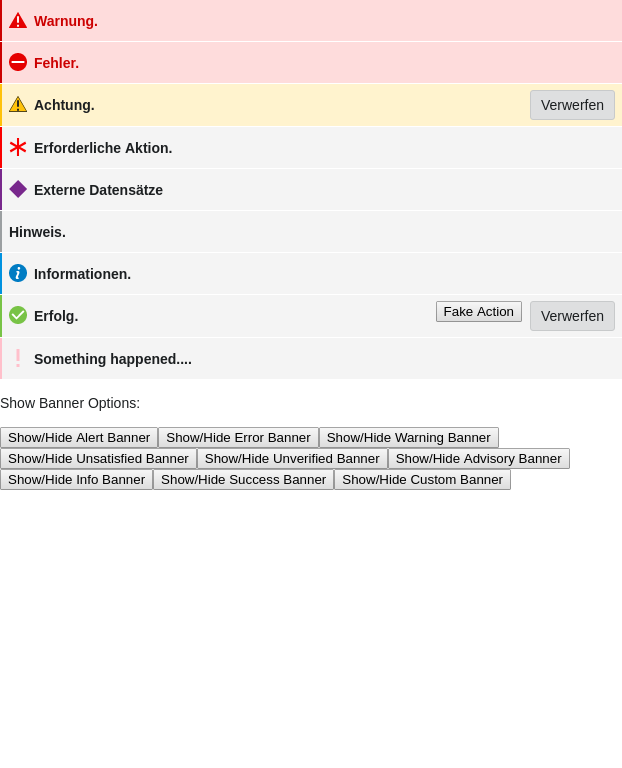 Warnung.
Fehler.
Achtung. Verwerfen
Erforderliche Aktion.
Externe Datensätze
Hinweis.
Informationen.
Erfolg. Fake Action Verwerfen
Something happened....
Show Banner Options:
Show/Hide Alert Banner Show/Hide Error Banner Show/Hide Warning Banner
Show/Hide Unsatisfied Banner Show/Hide Unverified Banner Show/Hide Advisory Banner
Show/Hide Info Banner Show/Hide Success Banner Show/Hide Custom Banner